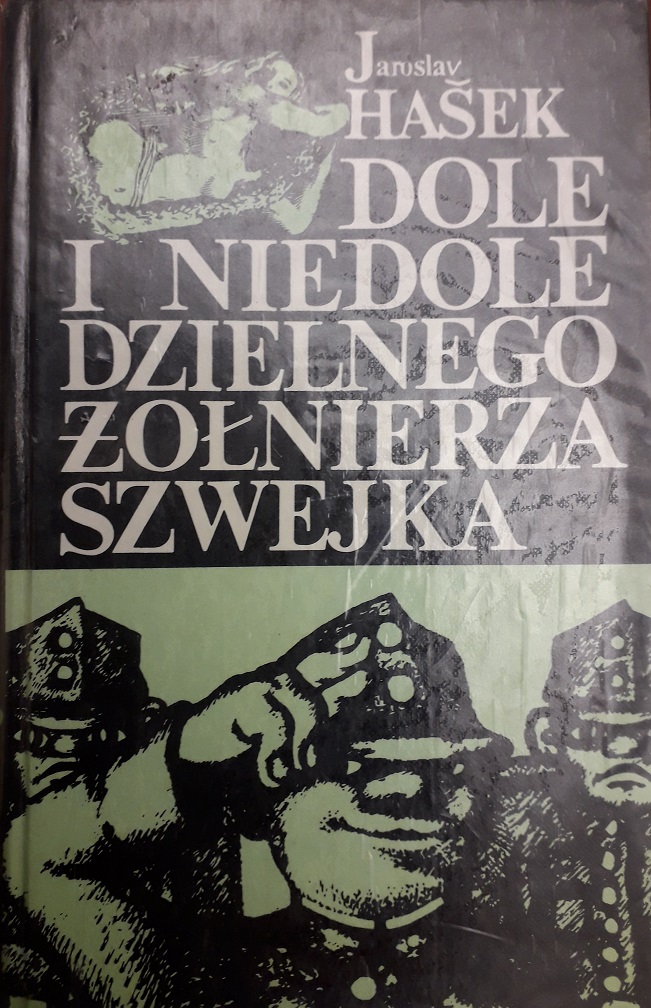 Jaroslav
HAŠEK
DOLE
I NIEDOLE
DZIELNEGO
ŻOŁNIERZA
SZWEJKA